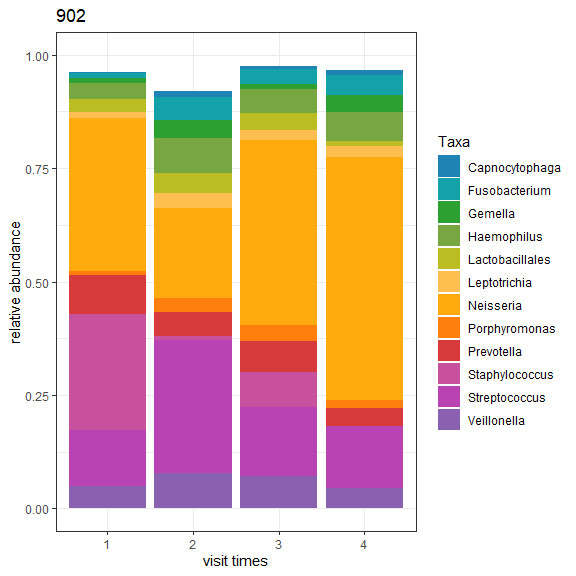 902
1.00
0.75
0.50
0.25
0.00
relative abundance
1
2
3
4
visit times
Taxa
Capnocytophaga
Fusobacterium
Gemella
Haemophilus
Lactobacillales
Leptotrichia
Neisseria
Porphyromonas
Prevotella
Staphylococcus
Streptococcus
Veillonella